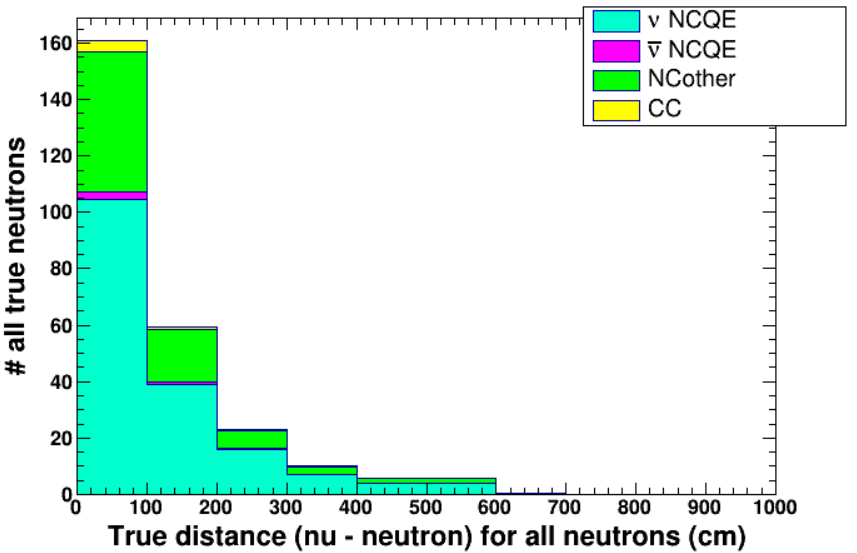 ν NCQE
ν̅ NCQE
NCother
CC
# all true neutrons
160
140
120
100
80
60
40
20
0
0 100 200 300 400 500 600 700 800 900 1000
True distance (nu - neutron) for all neutrons (cm)